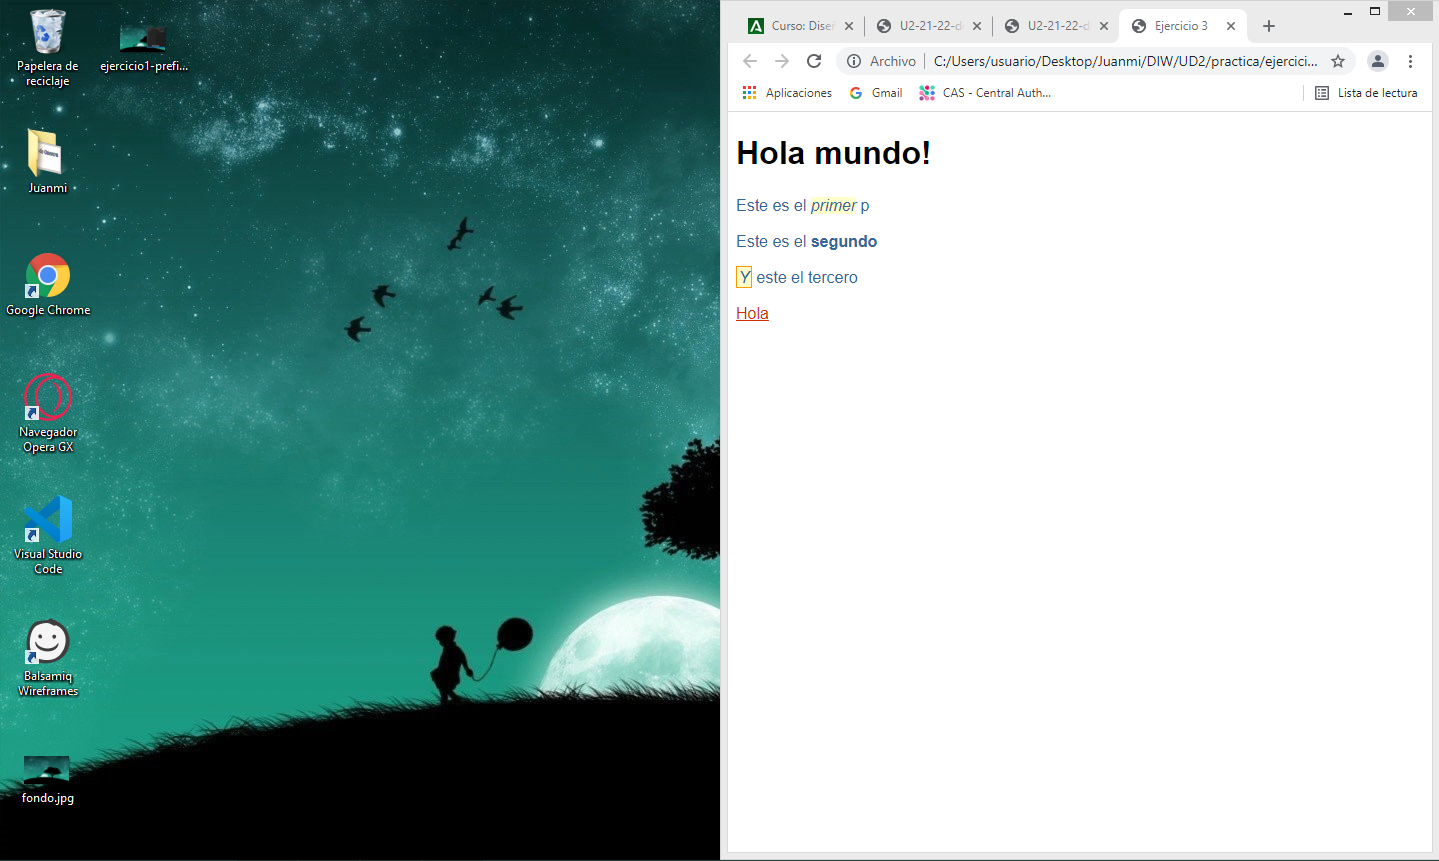 Papelera de
reciclaje
ejercicio1-prefi...
Juanmi
Google Chrome
Navegador
Opera GX
Visual Studio
Code
Balsamiq
Wireframes
fondo.jpg
Curso: Diseñ
U2-21-22-d
U2-21-22-d
Ejercicio 3
Archivo
C:/Users/usuario/Desktop/Juanmi/DIW/UD2/practica/ejercici...
Aplicaciones
Gmail
CAS - Central Auth...
Lista de lectura
Hola mundo!
Este es el primer p
Este es el segundo
Y este el tercero
Hola